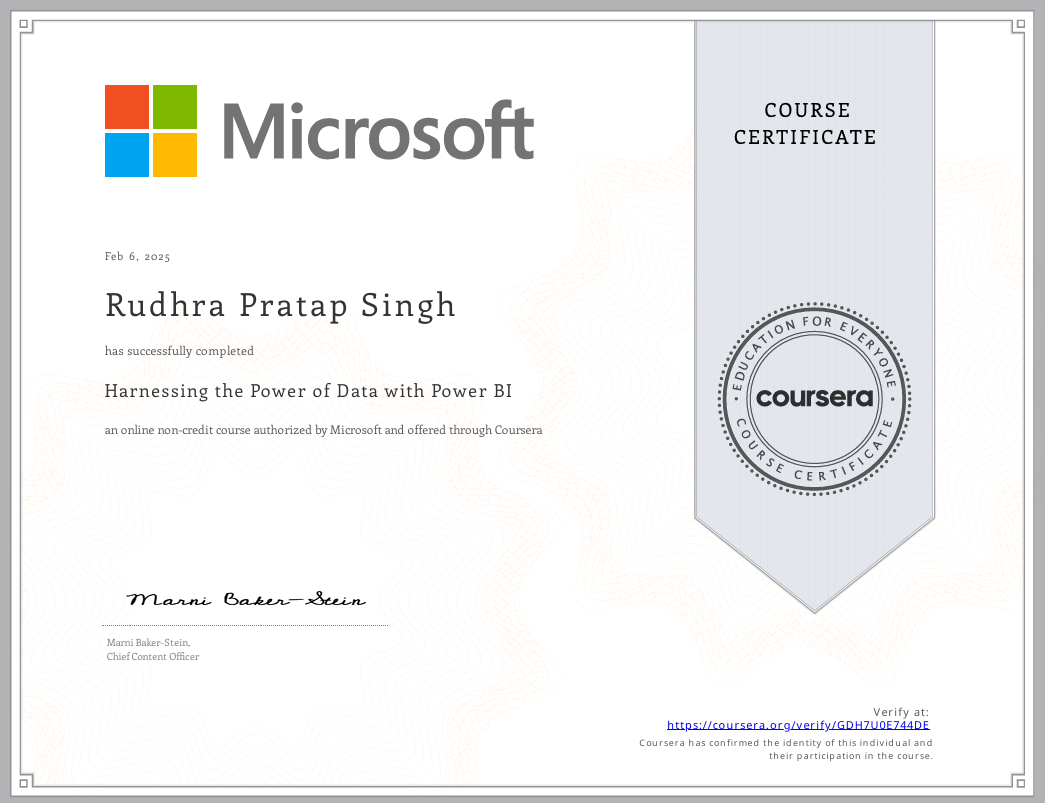 Microsoft
COURSE
CERTIFICATE
Feb 6, 2025
Rudhra Pratap Singh
has successfully completed
Harnessing the Power of Data with Power BI
an online non-credit course authorized by Microsoft and offered through Coursera
EDUCATION FOR EVERYONE
coursera
COURSE CERTIFICATE
Marni Baker-Stein
Marni Baker-Stein,
Chief Content Officer
Verify at:
https://coursera.org/verify/GDH7U0E744DE
Coursera has confirmed the identity of this individual and
their participation in the course.